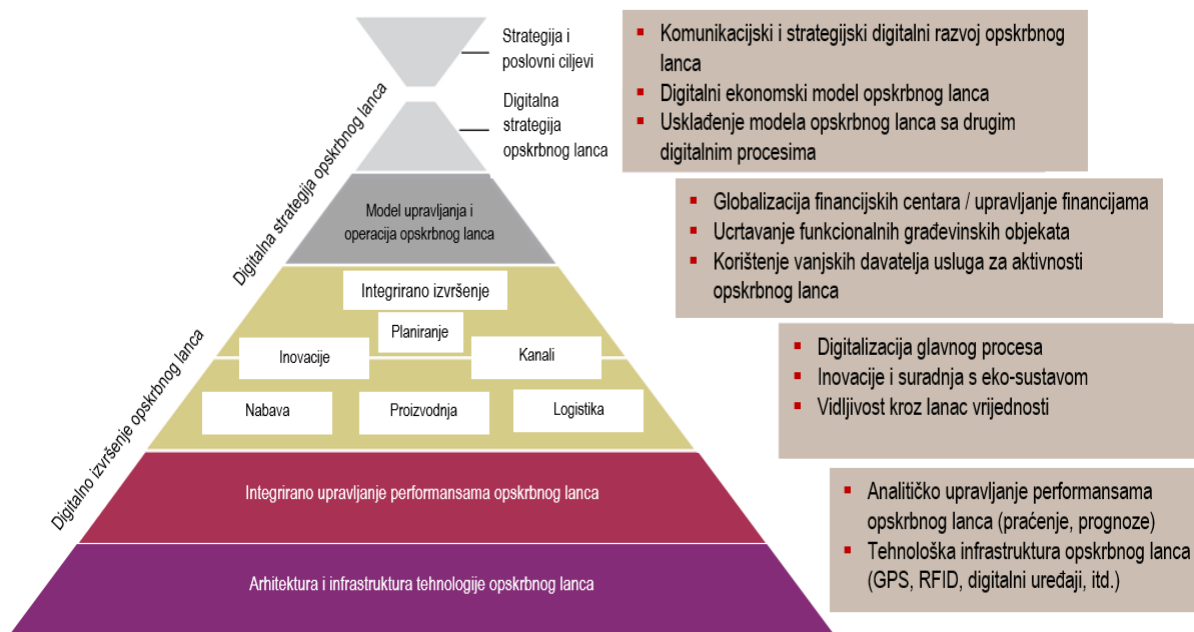 Strategija i
poslovni ciljevi
Digitalna
strategija
opskrbnog lanca
Digitalna strategija opskrbnog lanca
Model upravljanja i
operacija opskrbnog lanca
Integrirano izvršenje
Planiranje
Inovacije
Kanali
Nabava
Proizvodnja
Logistika
Digitalno izvršenje opskrbnog lanca
Integrirano upravljanje performansama opskrbnog lanca
Arhitektura i infrastruktura tehnologije opskrbnog lanca
▪ Komunikacijski i strategijski digitalni razvoj opskrbnog
lanca
▪ Digitalni ekonomski model opskrbnog lanca
▪ Usklađenje modela opskrbnog lanca sa drugim
digitalnim procesima
▪ Globalizacija financijskih centara / upravljanje financijama
▪ Ucrtavanje funkcionalnih građevinskih objekata
▪ Korištenje vanjskih davatelja usluga za aktivnosti
opskrbnog lanca
▪ Digitalizacija glavnog procesa
▪ Inovacije i suradnja s eko-sustavom
▪ Vidljivost kroz lanac vrijednosti
▪ Analitičko upravljanje performansama
opskrbnog lanca (praćenje, prognoze)
▪ Tehnološka infrastruktura opskrbnog lanca
(GPS, RFID, digitalni uređaji, itd.)